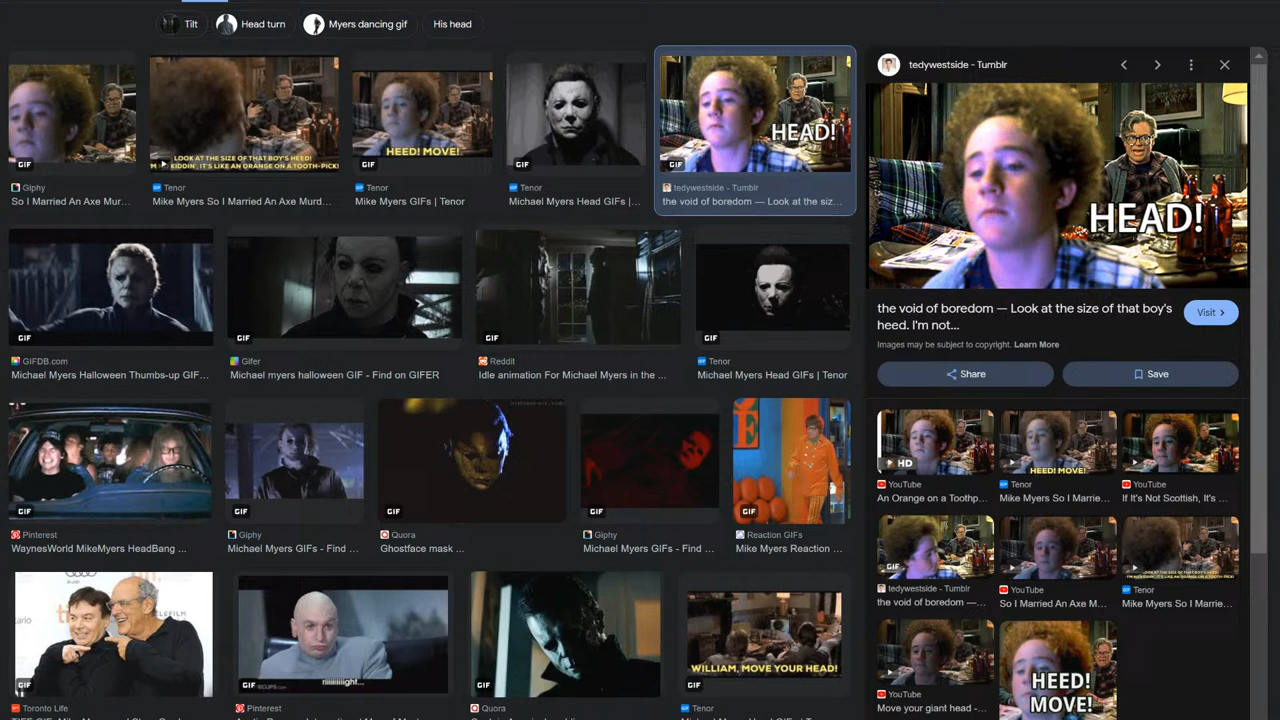 Tilt
Head turn
Myers dancing gif
His head
GIF
Giphy
So I Married An Axe Mur...
LOOK AT THE SIZE OF THAT BOY'S HEED!
KIDDIN', IT'S LIKE AN ORANGE ON A TOOTH-PICK!
Tenor
Mike Myers So I Married An Axe Murd...
HEED! MOVE!
GIF
Tenor
Mike Myers GIFs | Tenor
GIF
Tenor
Michael Myers Head GIFs |...
HEAD!
GIF
tedywestside - Tumblr
the void of boredom — Look at the siz...
GIF
GIFDB.com
Michael Myers Halloween Thumbs-up GIF...
GIF
Gifer
Michael myers halloween GIF - Find on GIFER
GIF
Reddit
Idle animation For Michael Myers in the ...
GIF
Tenor
Michael Myers Head GIFs | Tenor
GIF
Pinterest
WaynesWorld MikeMyers HeadBang ...
GIF
Giphy
Michael Myers GIFs - Find ...
GIF
Quora
Ghostface mask ...
GIF
Giphy
Michael Myers GIFs - Find ...
GIF
Reaction GIFs
Mike Myers Reaction ...
GIF
Toronto Life
riiiiiiiight...
GIF
Pinterest
GIF
Quora
WILLIAM, MOVE YOUR HEAD!
GIF
Tenor
tedywestside - Tumblr
HEAD!
the void of boredom — Look at the size of that boy's
heed. I'm not...
Visit
Images may be subject to copyright. Learn More
Share
Save
HD
YouTube
An Orange on a Toothp...
HEED! MOVE!
Tenor
Mike Myers So I Marrie...
YouTube
If It's Not Scottish, It's ...
GIF
tedywestside - Tumblr
the void of boredom —...
YouTube
So I Married An Axe M...
Tenor
Mike Myers So I Marrie...
YouTube
Move your giant head -...
HEED!
MOVE!